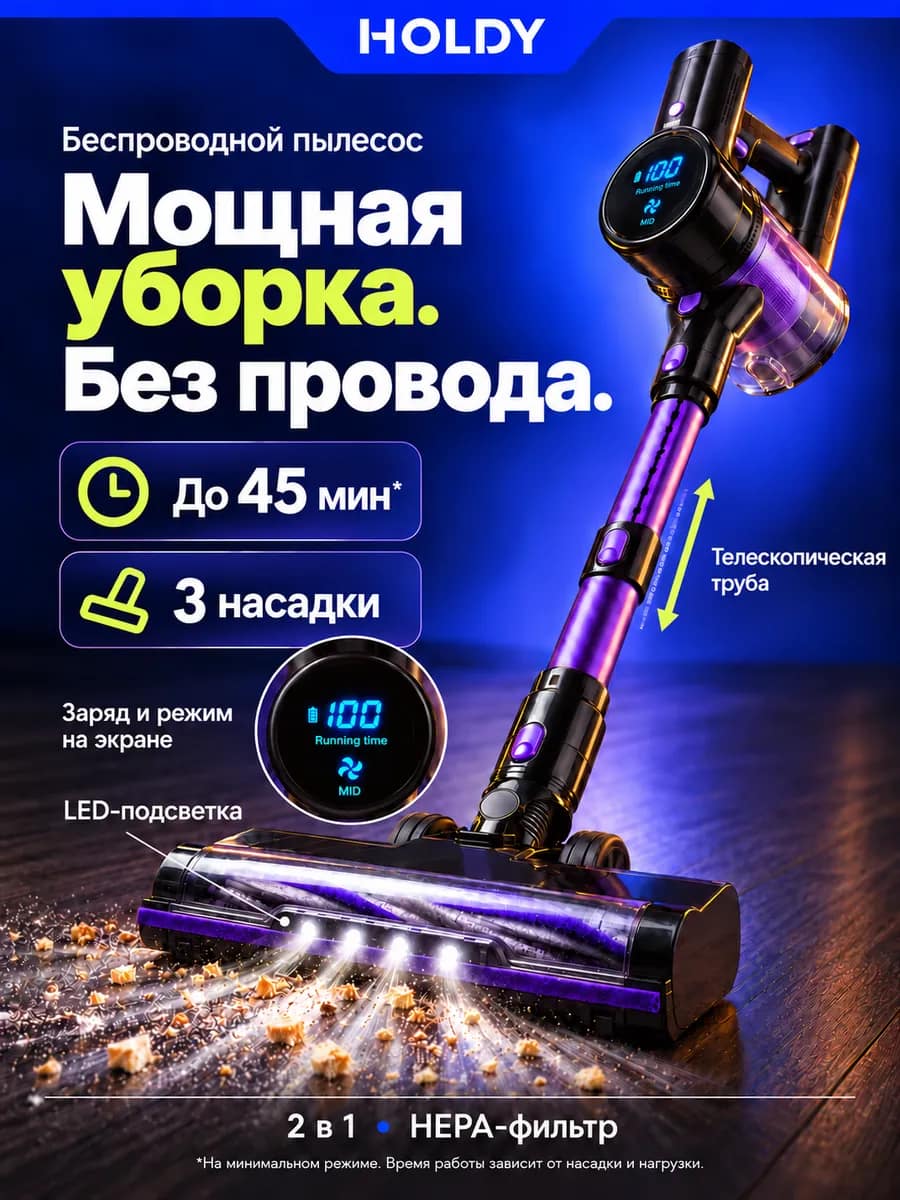 HOLDY
Беспроводной пылесос
Мощная
уборка.
Без провода.
До 45 мин*
3 насадки
100
Running time
MID
Телескопическая
труба
Заряд и режим
на экране
100
Running time
MID
LED-подсветка
2 в 1 • HEPA-фильтр
*На минимальном режиме. Время работы зависит от насадки и нагрузки.